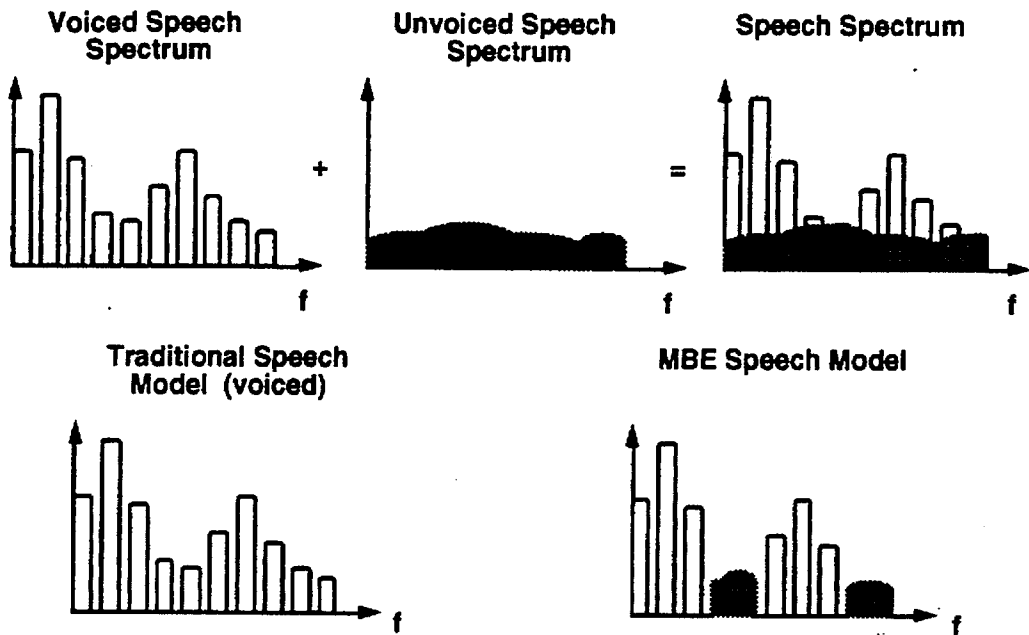 Voiced Speech
Spectrum
Unvoiced Speech
Spectrum
Speech Spectrum
+
=
f
f
f
Traditional Speech
Model (voiced)
MBE Speech Model
f
f